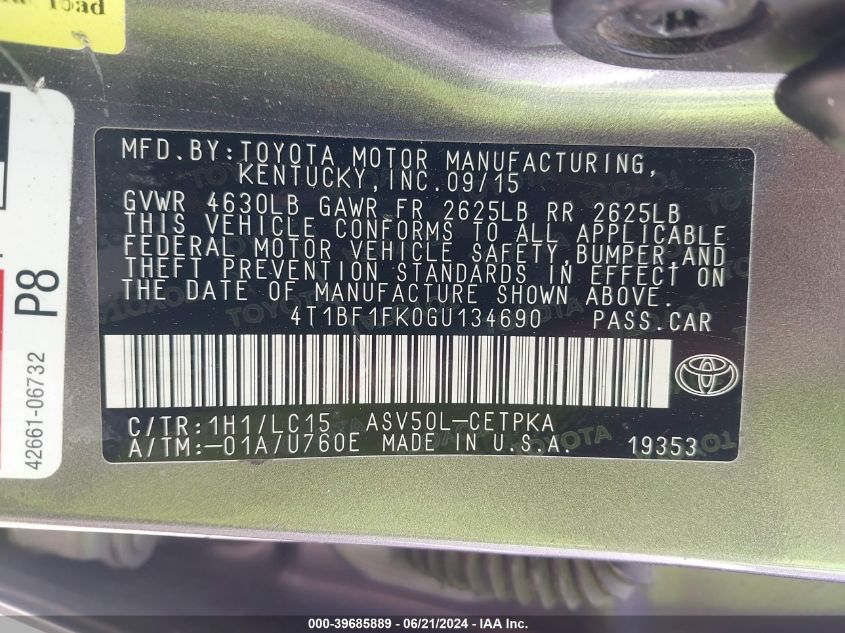 Toad
P8
42661-06732
MFD.BY:TOYOTA MOTOR MANUFACTURING,
KENTUCKY,INC.09/15
GVWR 4630LB GAWR FR 2625LB RR 2625LB
THIS VEHICLE CONFORMS TO ALL APPLICABLE
FEDERAL MOTOR VEHICLE SAFETY,BUMPER,AND
THEFT PREVENTION STANDARDS IN EFFECT ON
THE DATE OF MANUFACTURE SHOWN ABOVE.
4T1BF1FK0GU134690 PASS.CAR
C/TR:1H1/LC15 ASV50L-CETPKA
A/TM:-01A/U760E MADE IN U.S.A. 19353
000-39685889 - 06/21/2024 - IAAI.COM